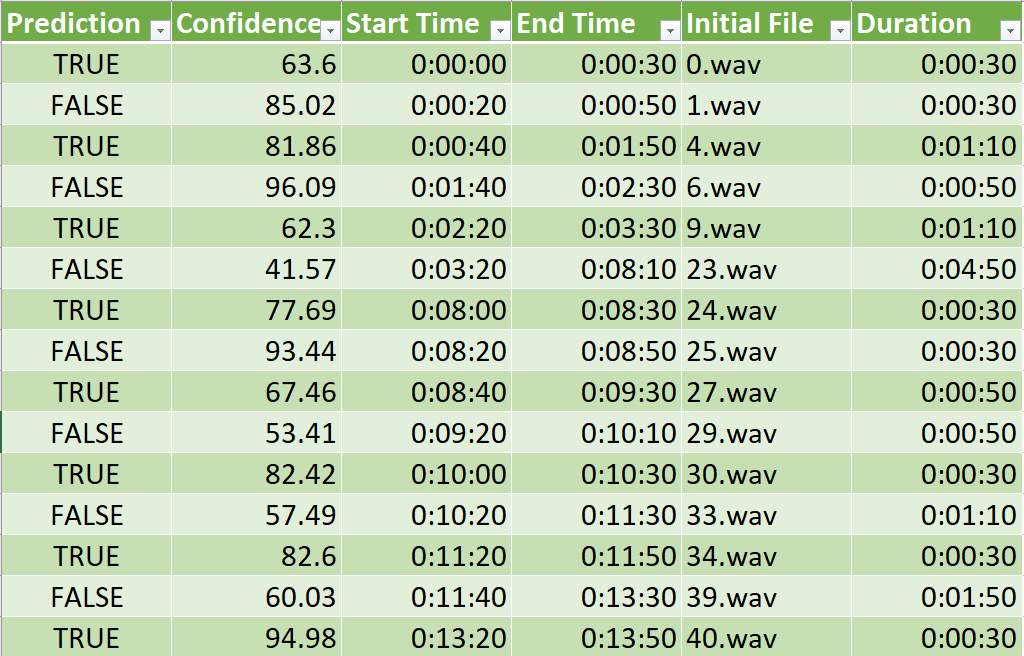 Prediction Confidence Start Time End Time Initial File Duration
TRUE 63.6 0:00:00 0:00:30 0.wav 0:00:30
FALSE 85.02 0:00:20 0:00:50 1.wav 0:00:30
TRUE 81.86 0:00:40 0:01:50 4.wav 0:01:10
FALSE 96.09 0:01:40 0:02:30 6.wav 0:00:50
TRUE 62.3 0:02:20 0:03:30 9.wav 0:01:10
FALSE 41.57 0:03:20 0:08:10 23.wav 0:04:50
TRUE 77.69 0:08:00 0:08:30 24.wav 0:00:30
FALSE 93.44 0:08:20 0:08:50 25.wav 0:00:30
TRUE 67.46 0:08:40 0:09:30 27.wav 0:00:50
FALSE 53.41 0:09:20 0:10:10 29.wav 0:00:50
TRUE 82.42 0:10:00 0:10:30 30.wav 0:00:30
FALSE 57.49 0:10:20 0:11:30 33.wav 0:01:10
TRUE 82.6 0:11:20 0:11:50 34.wav 0:00:30
FALSE 60.03 0:11:40 0:13:30 39.wav 0:01:50
TRUE 94.98 0:13:20 0:13:50 40.wav 0:00:30